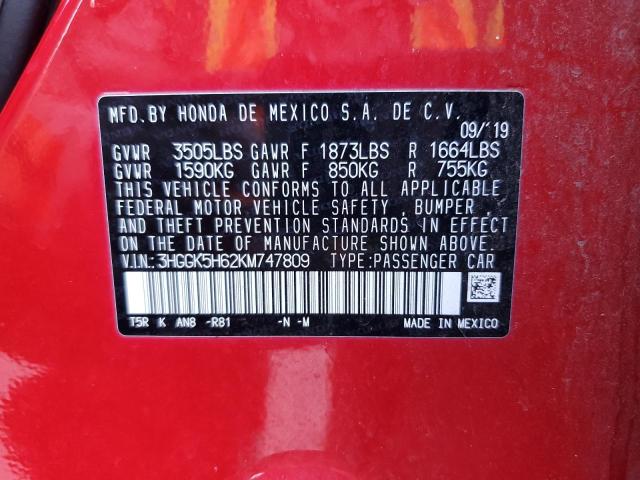 MFD. BY HONDA DE MEXICO S.A. DE C.V.
09/19
GVWR 3505LBS GAWR F 1873LBS R 1664LBS
GVWR 1590KG GAWR F 850KG R 755KG
THIS VEHICLE CONFORMS TO ALL APPLICABLE
FEDERAL MOTOR VEHICLE SAFETY , BUMPER ,
AND THEFT PREVENTION STANDARDS IN EFFECT
ON THE DATE OF MANUFACTURE SHOWN ABOVE.
V.I.N.: 3HGGK5H62KM747809 TYPE:PASSENGER CAR
T5R K AN8 -R81 -N -M MADE IN MEXICO